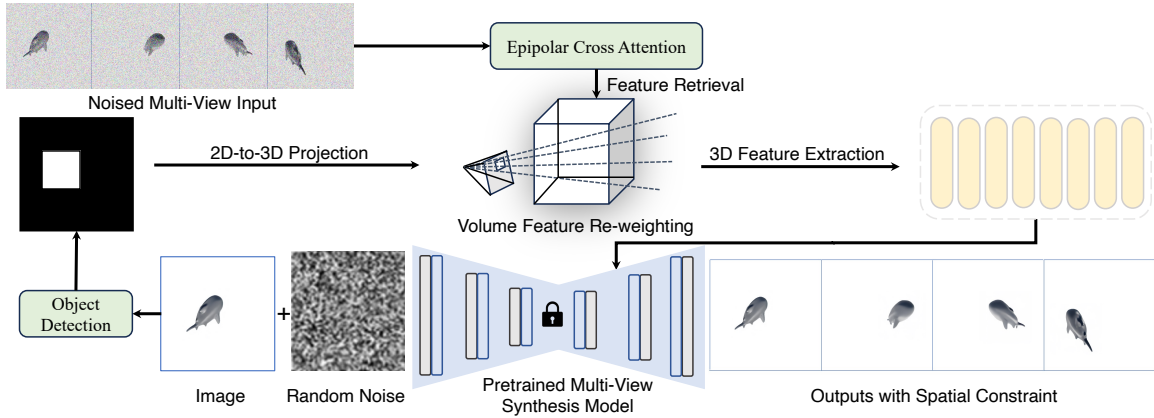 Epipolar Cross Attention
Noised Multi-View Input
Feature Retrieval
2D-to-3D Projection
3D Feature Extraction
Volume Feature Re-weighting
Object
Detection
+
Image
Random Noise
Pretrained Multi-View
Synthesis Model
Outputs with Spatial Constraint